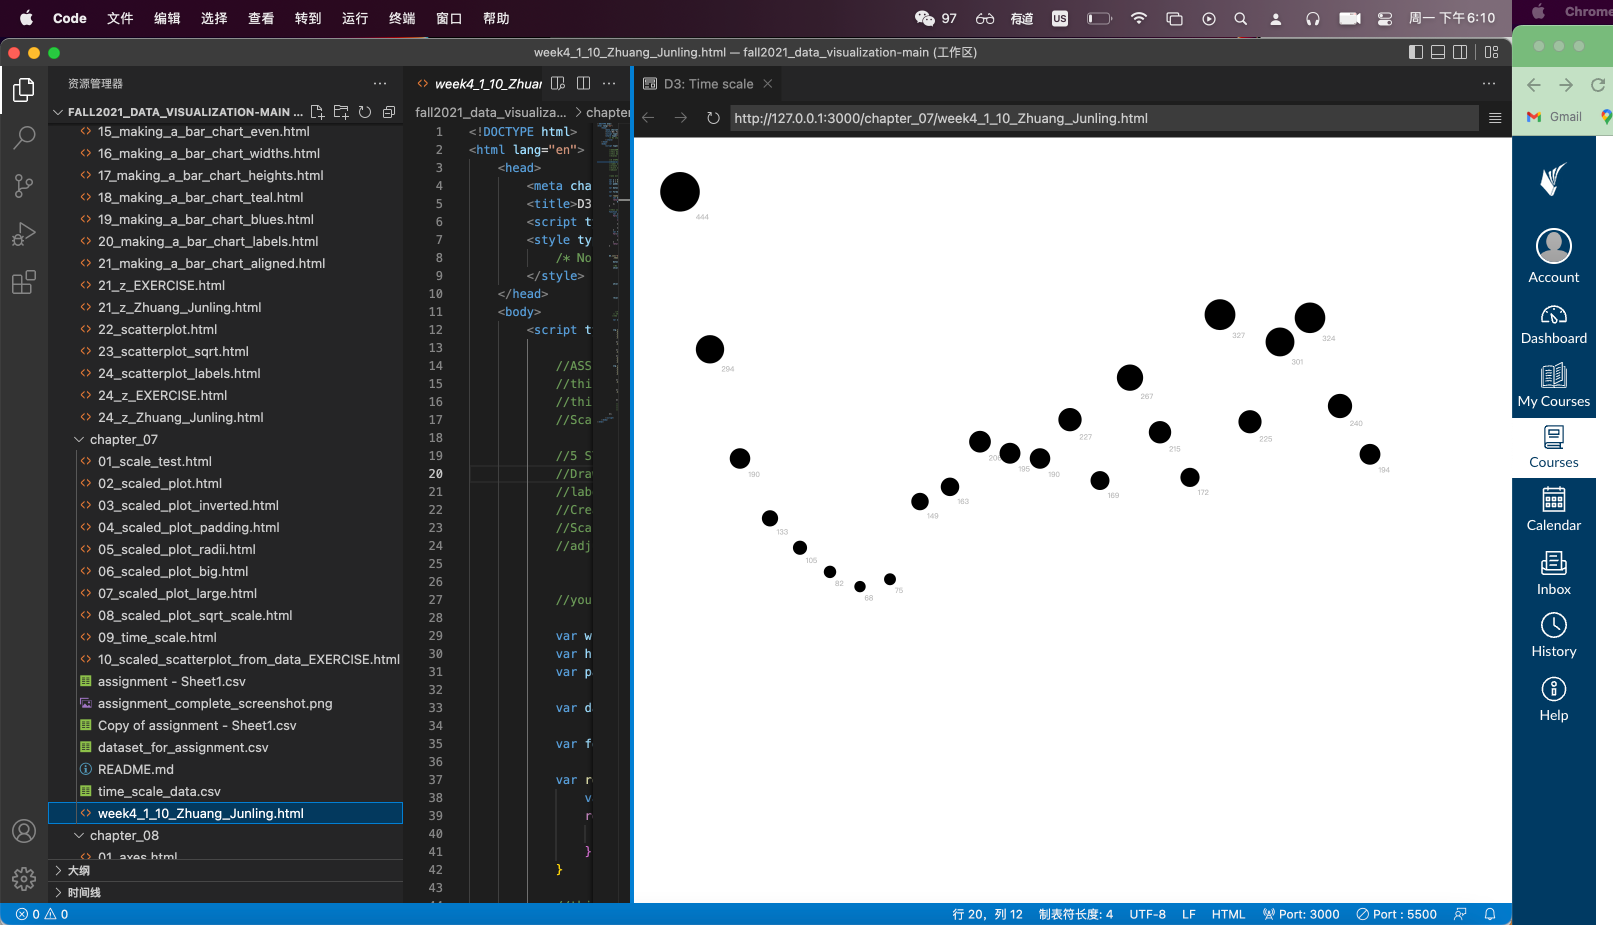 Code 文件 编辑 选择 查看 转到 运行 终端 窗口 帮助 97 有道 US 周一 下午6:10
Chrome
week4_1_10_Zhuang_Junling.html — fall2021_data_visualization-main (工作区)
资源管理器
FALL2021_DATA_VISUALIZATION-MAIN ...
15_making_a_bar_chart_even.html
16_making_a_bar_chart_widths.html
17_making_a_bar_chart_heights.html
18_making_a_bar_chart_teal.html
19_making_a_bar_chart_blues.html
20_making_a_bar_chart_labels.html
21_making_a_bar_chart_aligned.html
21_z_EXERCISE.html
21_z_Zhuang_Junling.html
22_scatterplot.html
23_scatterplot_sqrt.html
24_scatterplot_labels.html
24_z_EXERCISE.html
24_z_Zhuang_Junling.html
chapter_07
01_scale_test.html
02_scaled_plot.html
03_scaled_plot_inverted.html
04_scaled_plot_padding.html
05_scaled_plot_radii.html
06_scaled_plot_big.html
07_scaled_plot_large.html
08_scaled_plot_sqrt_scale.html
09_time_scale.html
10_scaled_scatterplot_from_data_EXERCISE.html
assignment - Sheet1.csv
assignment_complete_screenshot.png
Copy of assignment - Sheet1.csv
dataset_for_assignment.csv
README.md
time_scale_data.csv
week4_1_10_Zhuang_Junling.html
chapter_08
01_axes.html
大纲
时间线
week4_1_10_Zhuan
fall2021_data_visualiza... > chapter
1 <!DOCTYPE html>
2 <html lang="en">
3 <head>
4 <meta cha
5 <title>D3
6 <script t
7 <style ty
8 /* No
9 </style>
10 </head>
11 <body>
12 <script t
13
14 //ASS
15 //thi
16 //thi
17 //Sca
18
19 //5 S
20 //Dra
21 //lab
22 //Cre
23 //Sca
24 //adj
25
26
27 //you
28
29 var w
30 var h
31 var p
32
33 var d
34
35 var f
36
37 var r
38 v
39 re
40
41 }
42 }
43
D3: Time scale
http://127.0.0.1:3000/chapter_07/week4_1_10_Zhuang_Junling.html
444
327
324
301
294
267
240
227
225
215
206
195
190
180
194
172
169
163
149
133
105
82
75
68
Gmail
Account
Dashboard
My Courses
Courses
Calendar
Inbox
History
Help
0 0
行 20，列 12 制表符长度: 4 UTF-8 LF HTML Port: 3000 Port : 5500